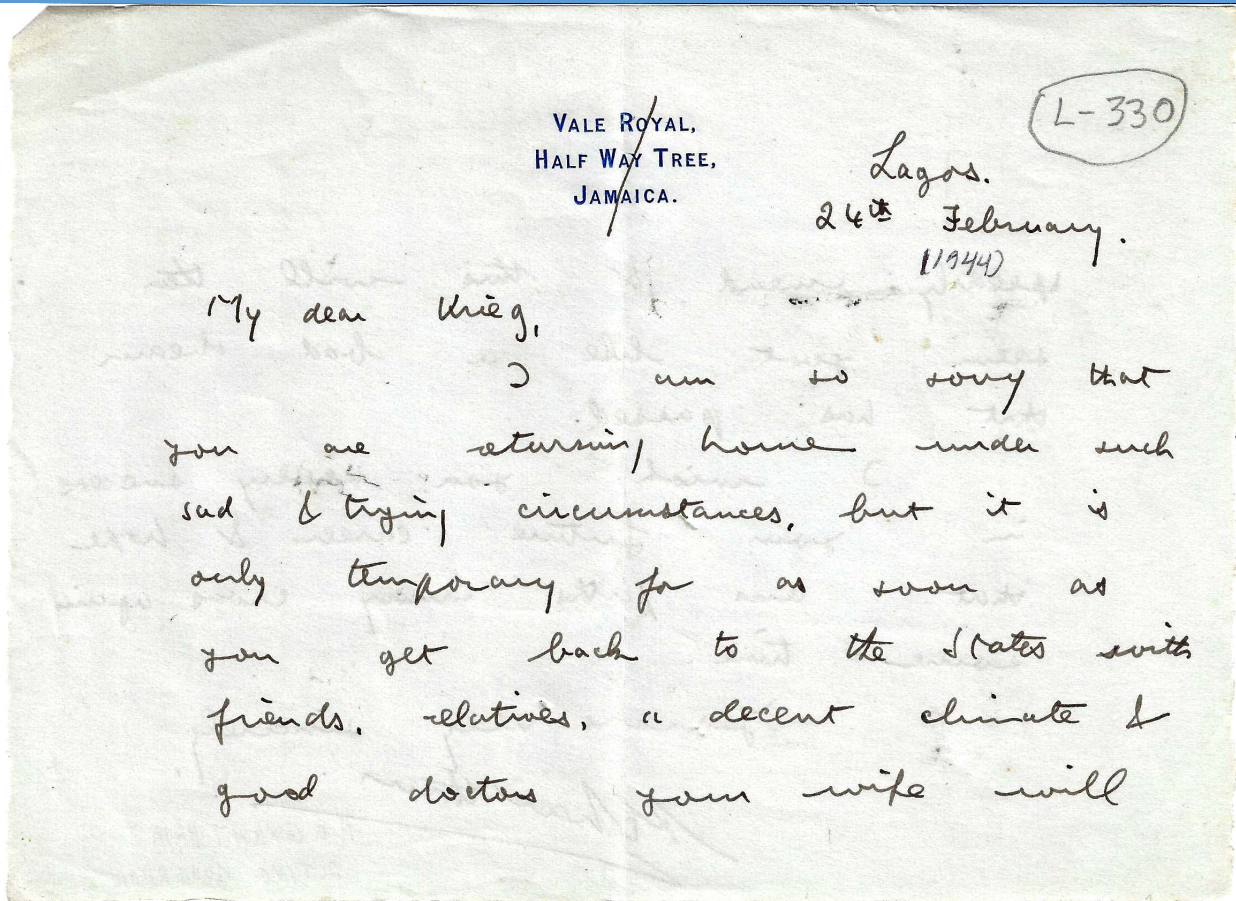 L-330
VALE ROYAL,
HALF WAY TREE,
JAMAICA.
Lagos.
24th February.
(1944)
My dear Krieg,
I am so sorry that
you are returning home under such
sad & trying circumstances, but it is
only temporary for as soon as
you get back to the States with
friends, relatives, a decent climate &
good doctors your wife will